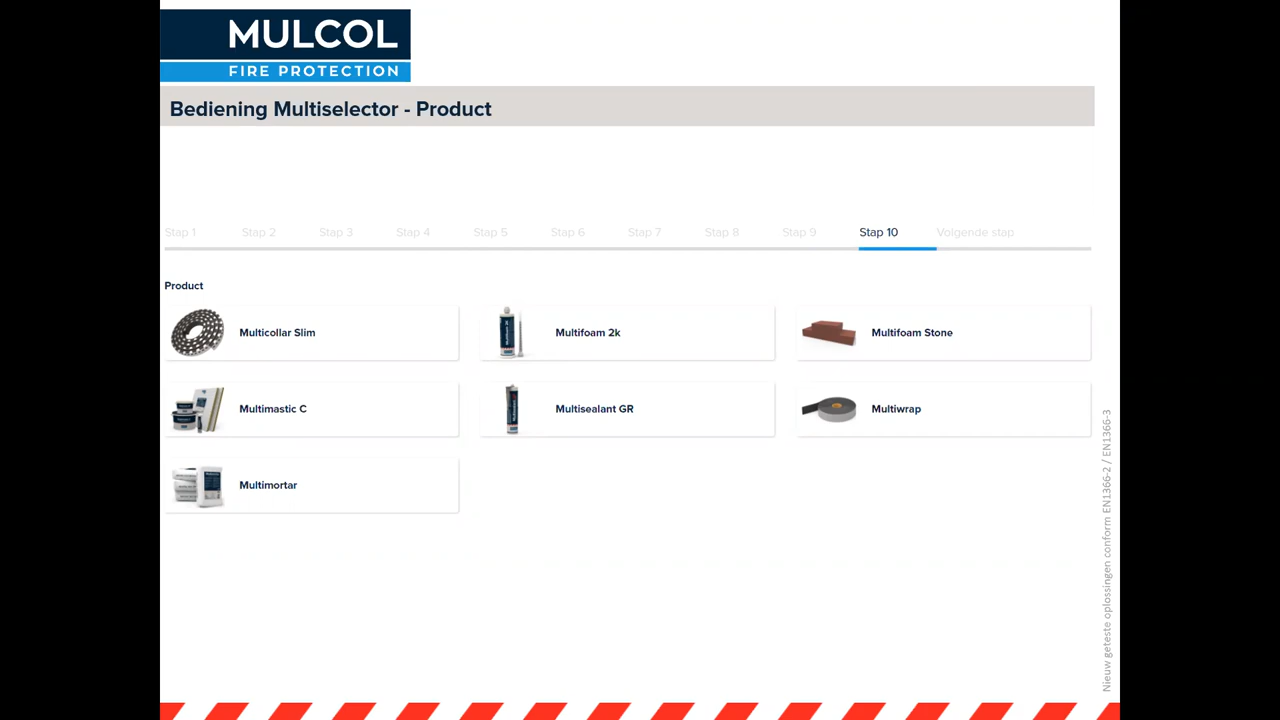 MULCOL
FIRE PROTECTION
Bediening Multiselector - Product
Stap 1
Stap 2
Stap 3
Stap 4
Stap 5
Stap 6
Stap 7
Stap 8
Stap 9
Stap 10
Volgende stap
Product
Multicollar Slim
Multifoam 2k
Multifoam Stone
Multimastic C
Multisealant GR
Multiwrap
Multimortar
Nieuw geteste oplossingen conform EN1366-2 / EN1366-3